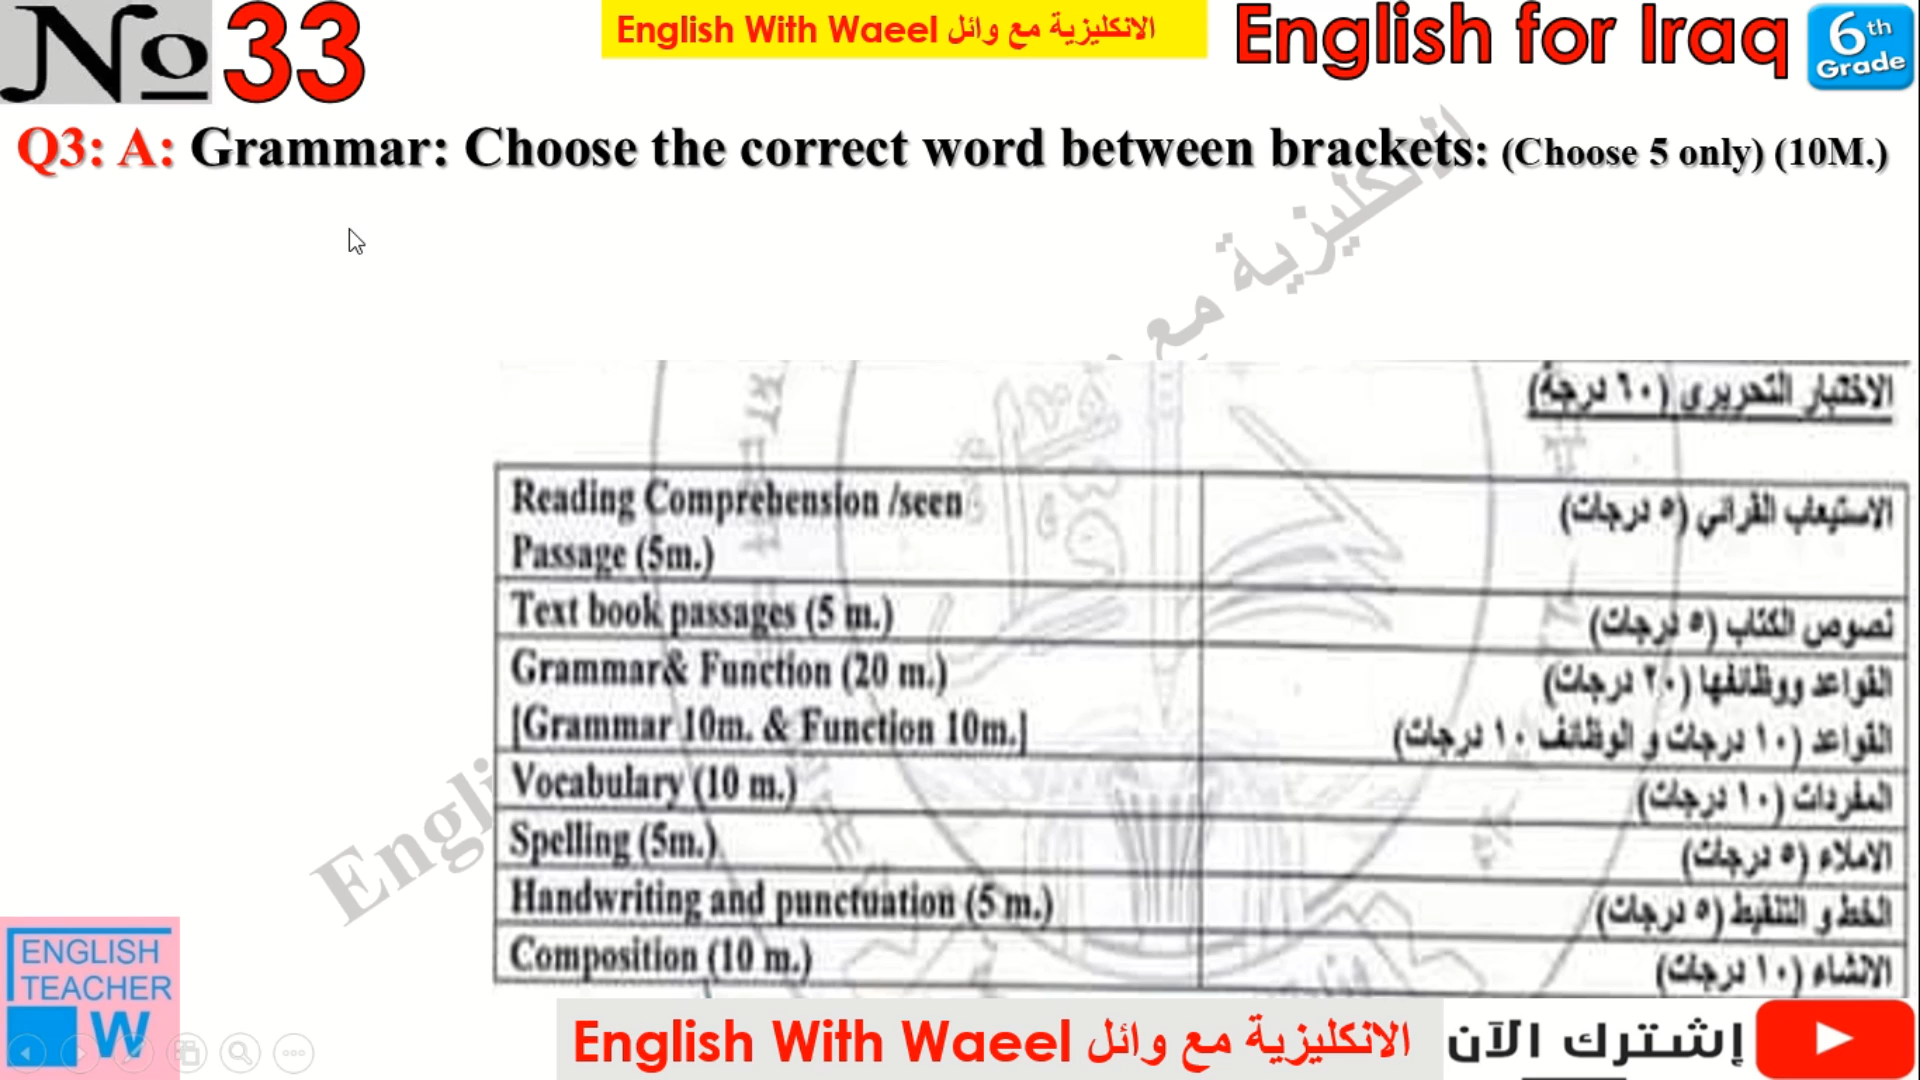 No 33
English With Waeel الانكليزية مع وائل
English for Iraq
6th
Grade
Q3: A: Grammar: Choose the correct word between brackets: (Choose 5 only) (10M.)
انكليزية مع
الاختبار التحريري (٦٠ درجة)
Reading Comprehension /seen
Passage (5m.)
الاستيعاب القرائي (٥ درجات)
Text book passages (5 m.)
نصوص الكتاب (٥ درجات)
Grammar& Function (20 m.)
[Grammar 10m. & Function 10m.]
القواعد ووظائفها (٢٠ درجات)
القواعد (١٠ درجات و الوظائف ١٠ درجات)
Vocabulary (10 m.)
المفردات (١٠ درجات)
Spelling (5m.)
الاملاء (٥ درجات)
Handwriting and punctuation (5 m.)
الخط و التنقيط (٥ درجات)
Composition (10 m.)
الانشاء (١٠ درجات)
Engli
ENGLISH
TEACHER
W
English With Waeel الانكليزية مع وائل
إشترك الآن